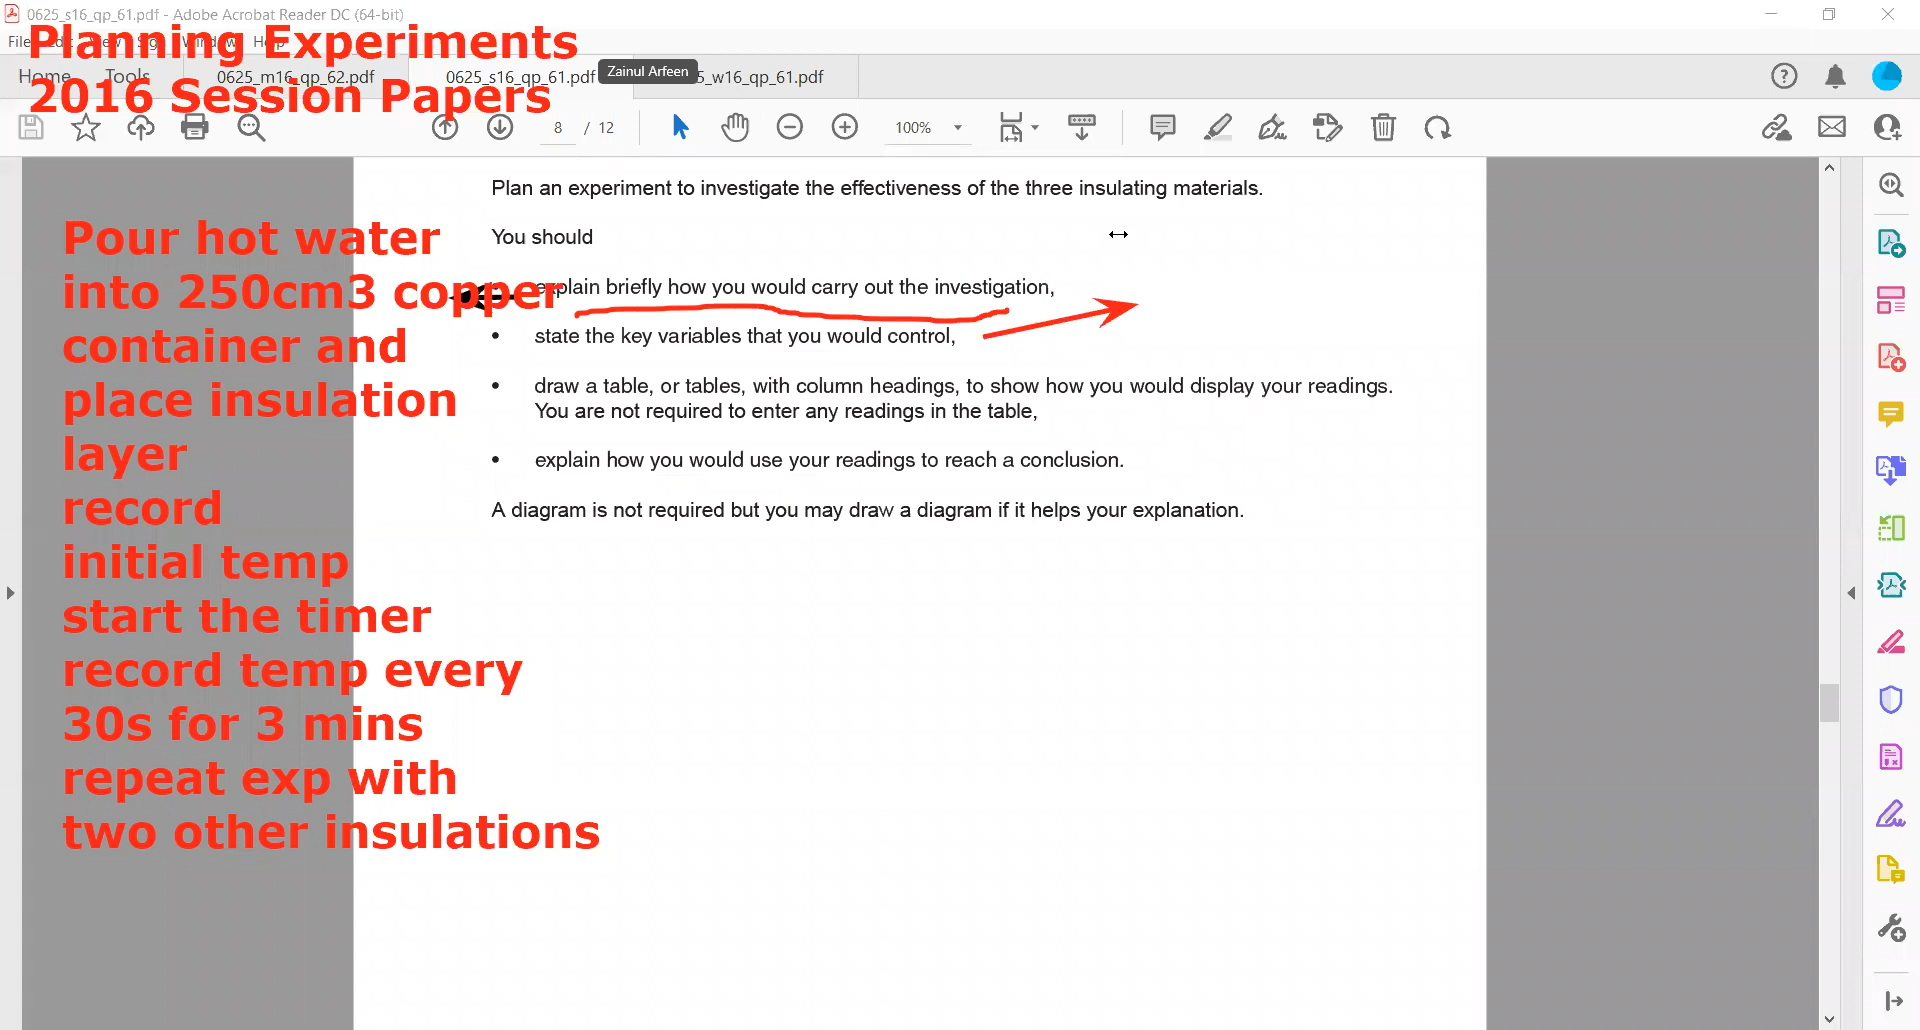 0625_s16_qp_61.pdf - Adobe Acrobat Reader DC (64-bit)
Planning Experiments
File Edit View Sign Window Help
Home Tools 0625_m16_qp_62.pdf 0625_s16_qp_61.pdf Zainul Arfeen 5_w16_qp_61.pdf
2016 Session Papers
8 / 12 100%
Plan an experiment to investigate the effectiveness of the three insulating materials.
You should
• explain briefly how you would carry out the investigation,
• state the key variables that you would control,
• draw a table, or tables, with column headings, to show how you would display your readings.
You are not required to enter any readings in the table,
• explain how you would use your readings to reach a conclusion.
A diagram is not required but you may draw a diagram if it helps your explanation.
Pour hot water
into 250cm3 copper
container and
place insulation
layer
record
initial temp
start the timer
record temp every
30s for 3 mins
repeat exp with
two other insulations